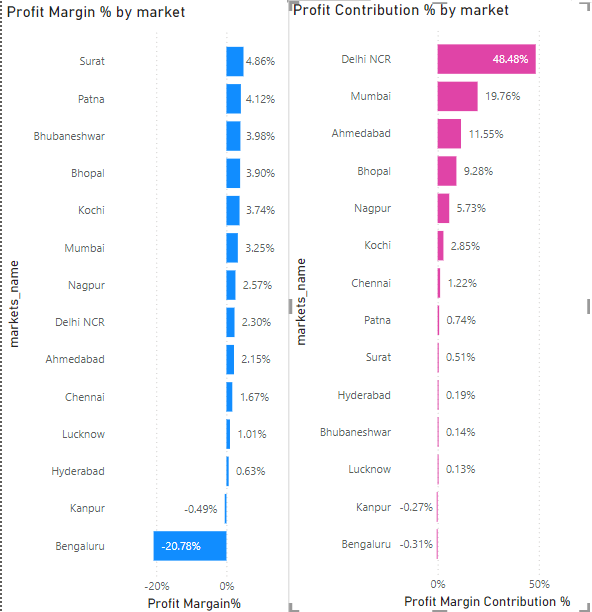 Profit Margin % by market
Surat 4.86%
Patna 4.12%
Bhubaneshwar 3.98%
Bhopal 3.90%
Kochi 3.74%
Mumbai 3.25%
Nagpur 2.57%
Delhi NCR 2.30%
Ahmedabad 2.15%
Chennai 1.67%
Lucknow 1.01%
Hyderabad 0.63%
Kanpur -0.49%
Bengaluru -20.78%
markets_name
-20% 0%
Profit Margain%
Profit Contribution % by market
Delhi NCR 48.48%
Mumbai 19.76%
Ahmedabad 11.55%
Bhopal 9.28%
Nagpur 5.73%
Kochi 2.85%
Chennai 1.22%
Patna 0.74%
Surat 0.51%
Hyderabad 0.19%
Bhubaneshwar 0.14%
Lucknow 0.13%
Kanpur -0.27%
Bengaluru -0.31%
markets_name
0% 50%
Profit Margin Contribution %